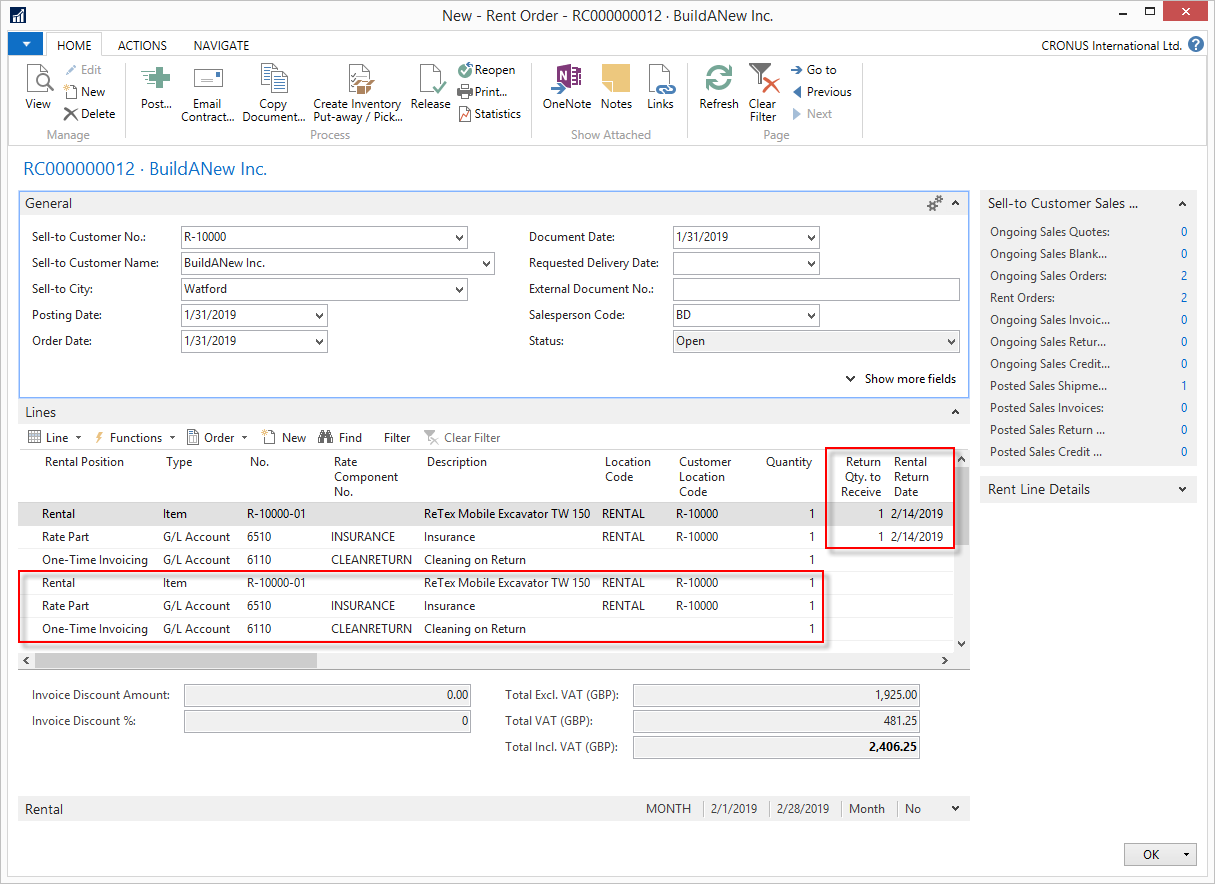 New - Rent Order - RC000000012 · BuildANew Inc.
HOME ACTIONS NAVIGATE CRONUS International Ltd. ?
View
Edit
New
Delete
Manage
Post...
Email Contract...
Copy Document...
Create Inventory Put-away / Pick...
Release
Reopen
Print...
Statistics
Process
OneNote
Notes
Links
Show Attached
Refresh
Clear Filter
Go to
Previous
Next
Page
RC000000012 · BuildANew Inc.
General
Sell-to Customer No.: R-10000
Sell-to Customer Name: BuildANew Inc.
Sell-to City: Watford
Posting Date: 1/31/2019
Order Date: 1/31/2019
Document Date: 1/31/2019
Requested Delivery Date:
External Document No.:
Salesperson Code: BD
Status: Open
Show more fields
Lines
Line Functions Order New Find Filter Clear Filter
Rental Position Type No. Rate Component No. Description Location Code Customer Location Code Quantity Return Qty. to Receive Rental Return Date
Rental Item R-10000-01 ReTex Mobile Excavator TW 150 RENTAL R-10000 1 1 2/14/2019
Rate Part G/L Account 6510 INSURANCE Insurance RENTAL R-10000 1 1 2/14/2019
One-Time Invoicing G/L Account 6110 CLEANRETURN Cleaning on Return 1
Rental Item R-10000-01 ReTex Mobile Excavator TW 150 RENTAL R-10000 1
Rate Part G/L Account 6510 INSURANCE Insurance RENTAL R-10000 1
One-Time Invoicing G/L Account 6110 CLEANRETURN Cleaning on Return 1
Invoice Discount Amount: 0.00
Invoice Discount %: 0
Total Excl. VAT (GBP): 1,925.00
Total VAT (GBP): 481.25
Total Incl. VAT (GBP): 2,406.25
Rental MONTH 2/1/2019 2/28/2019 Month No
Sell-to Customer Sales ...
Ongoing Sales Quotes: 0
Ongoing Sales Blank... 0
Ongoing Sales Orders: 2
Rent Orders: 2
Ongoing Sales Invoic... 0
Ongoing Sales Retur... 0
Ongoing Sales Credit... 0
Posted Sales Shipme... 1
Posted Sales Invoices: 0
Posted Sales Return ... 0
Posted Sales Credit ... 0
Rent Line Details
OK